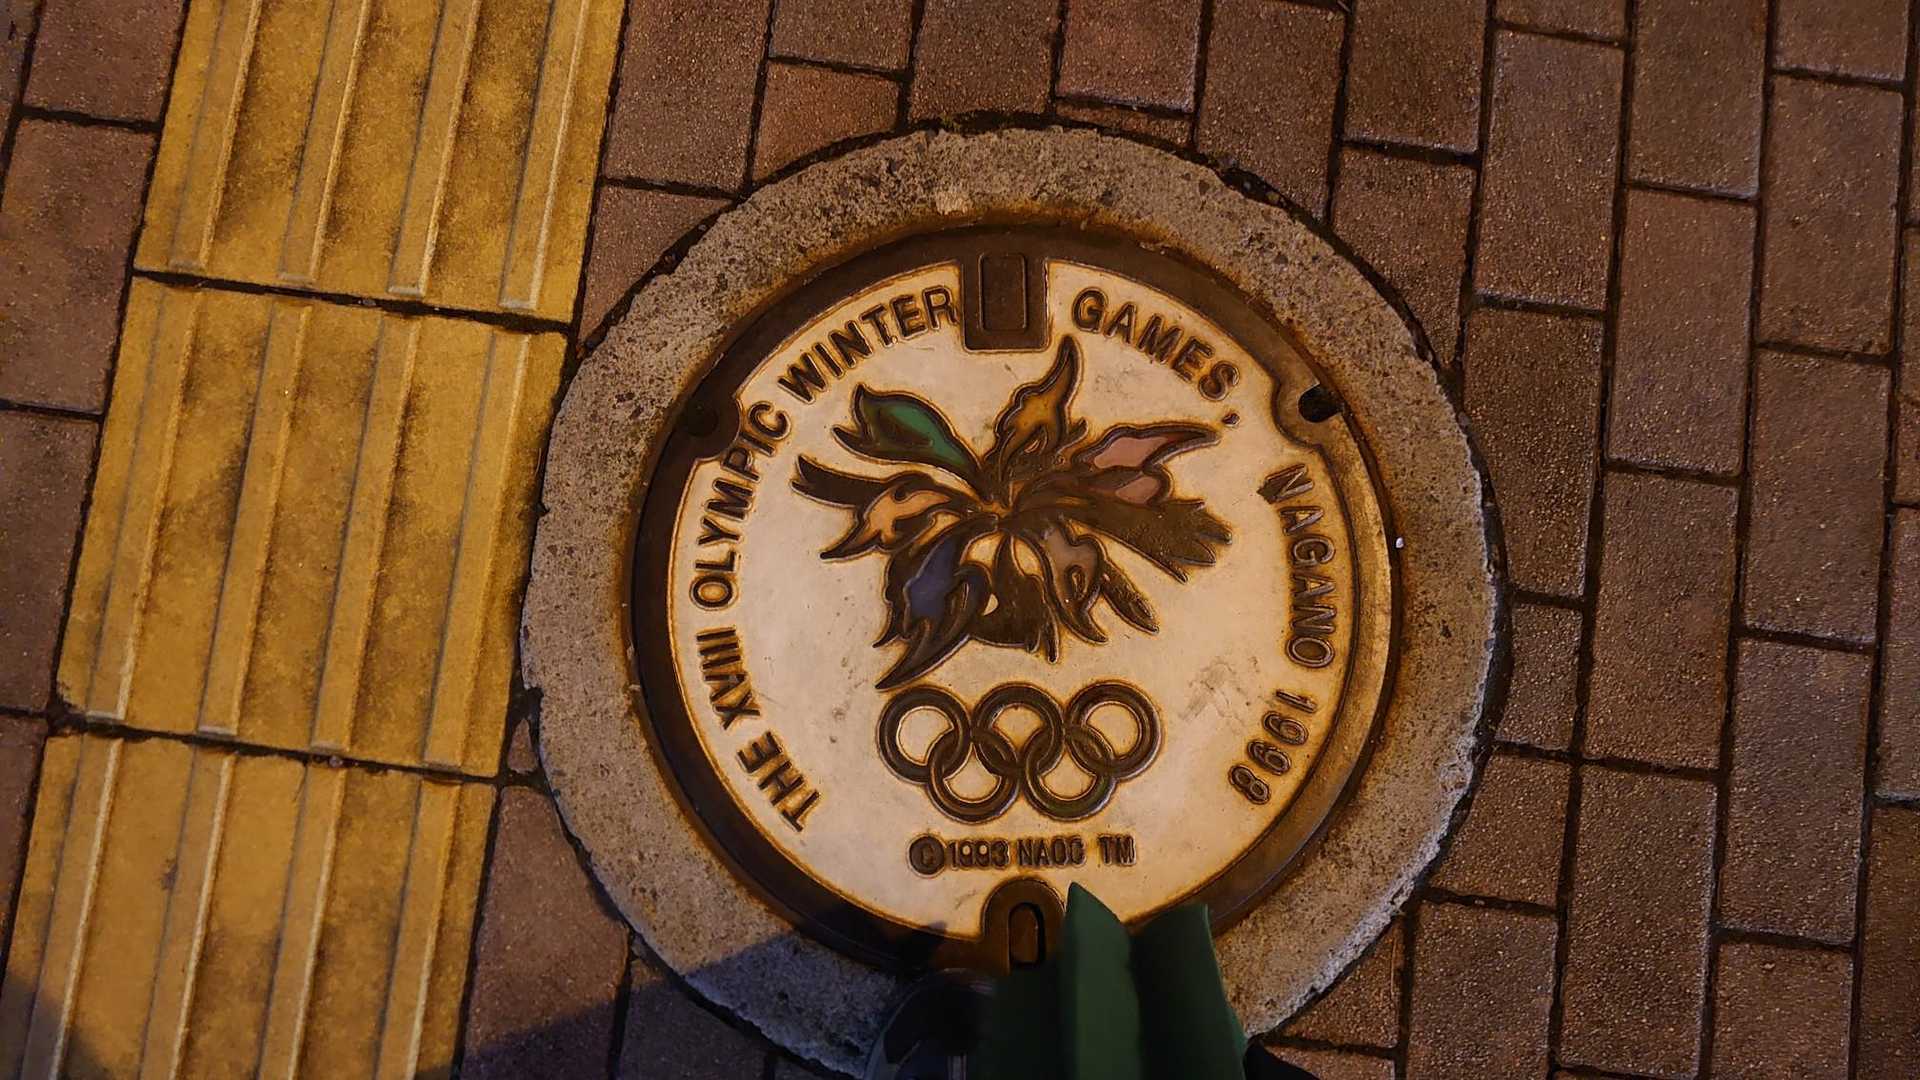 THE XVIII OLYMPIC WINTER GAMES, NAGANO 1998
©1993 NAOC TM